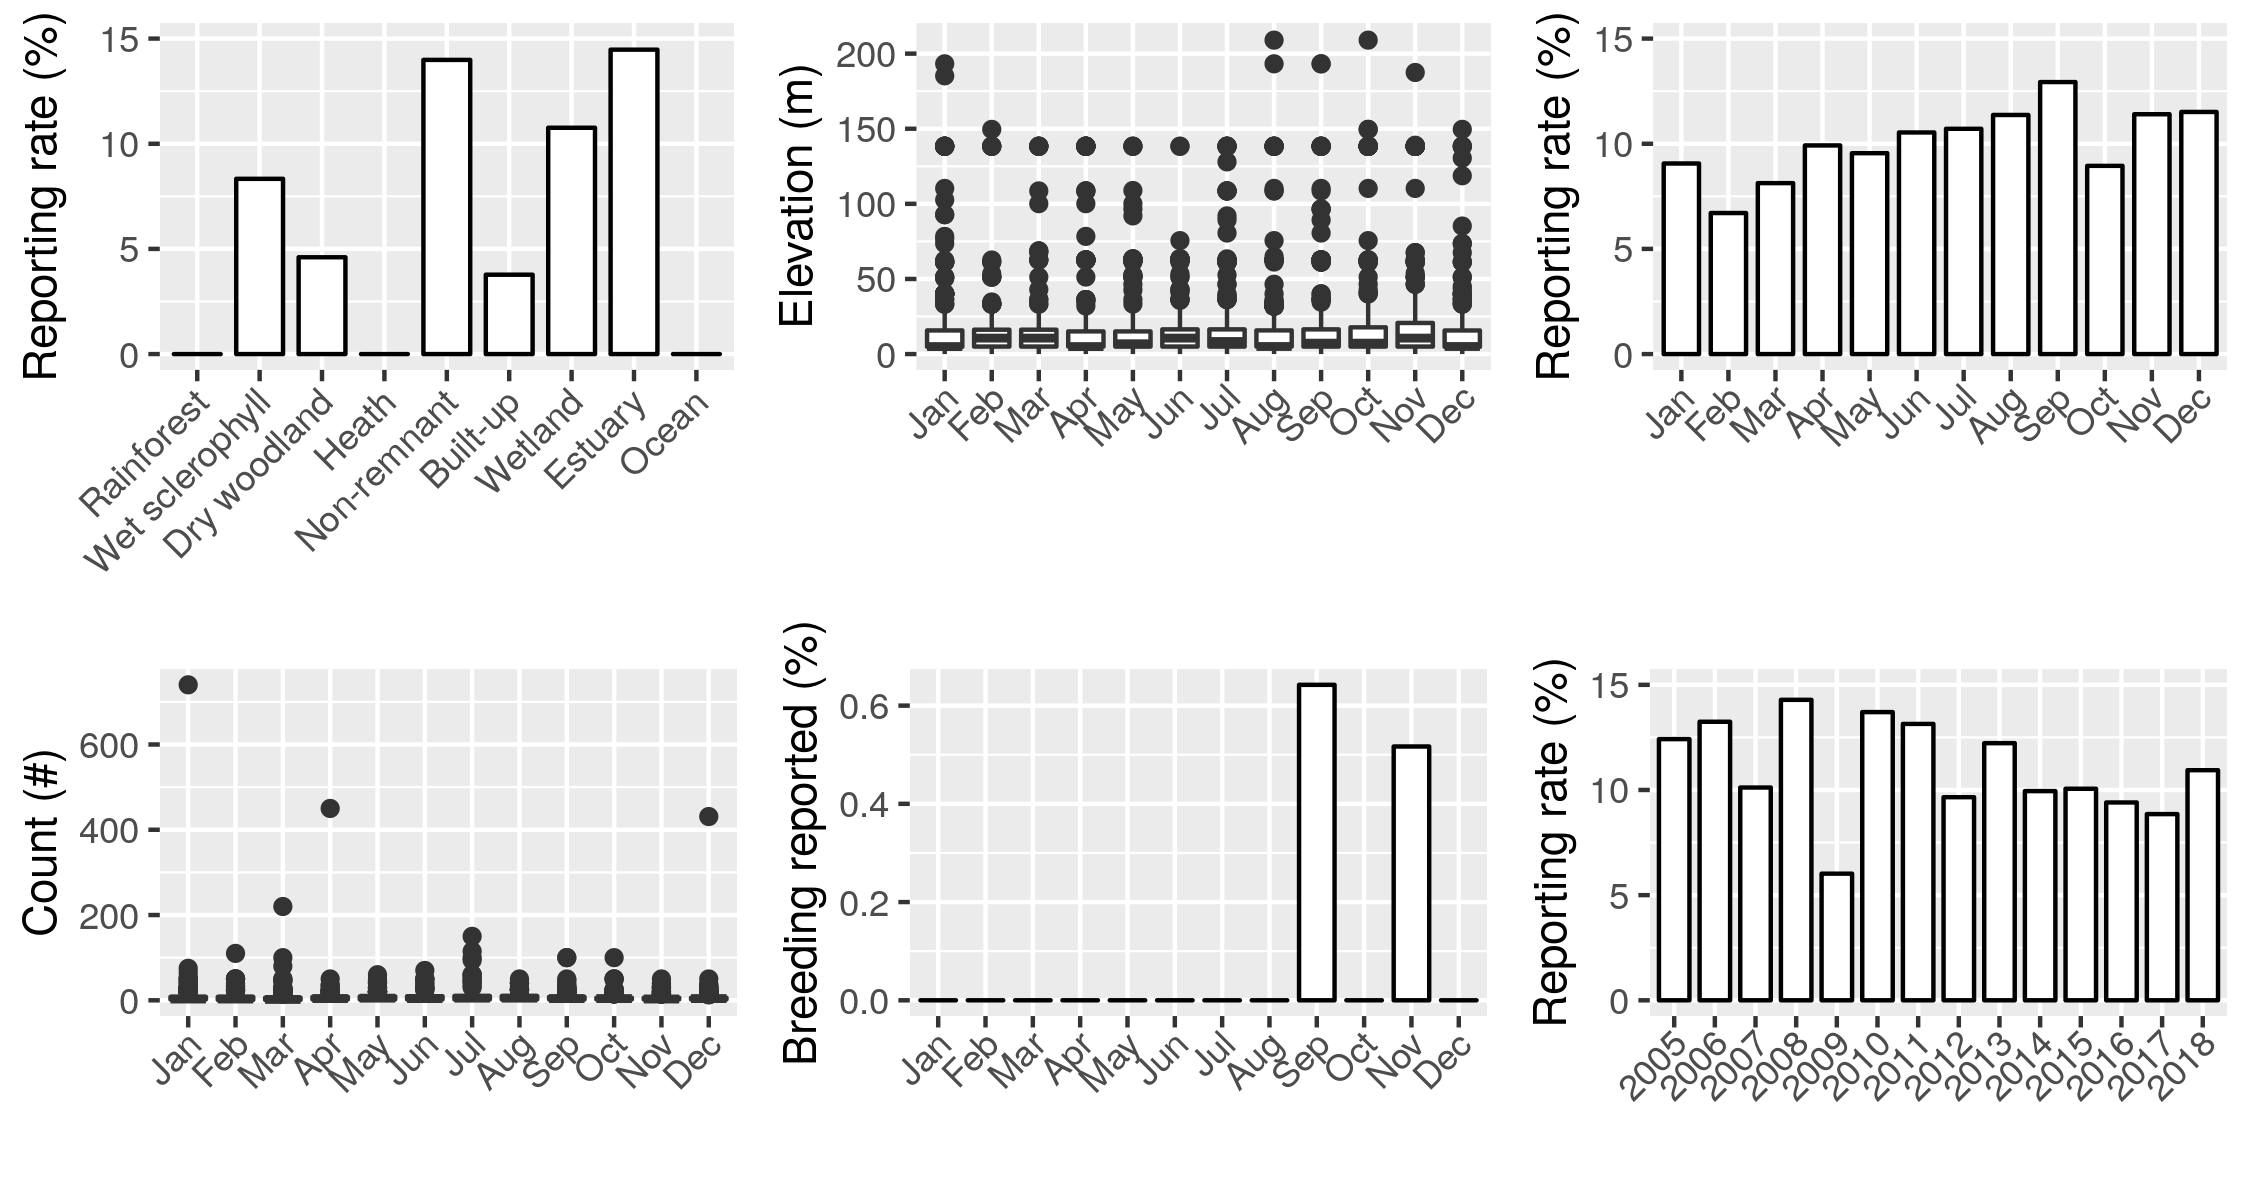 Reporting rate (%)
15
10
5
0
Rainforest
Wet sclerophyll
Dry woodland
Heath
Non-remnant
Built-up
Wetland
Estuary
Ocean
Elevation (m)
200
150
100
50
0
Jan
Feb
Mar
Apr
May
Jun
Jul
Aug
Sep
Oct
Nov
Dec
Reporting rate (%)
15
10
5
0
Jan
Feb
Mar
Apr
May
Jun
Jul
Aug
Sep
Oct
Nov
Dec
Count (#)
600
400
200
0
Jan
Feb
Mar
Apr
May
Jun
Jul
Aug
Sep
Oct
Nov
Dec
Breeding reported (%)
0.6
0.4
0.2
0.0
Jan
Feb
Mar
Apr
May
Jun
Jul
Aug
Sep
Oct
Nov
Dec
Reporting rate (%)
15
10
5
0
2005
2006
2007
2008
2009
2010
2011
2012
2013
2014
2015
2016
2017
2018